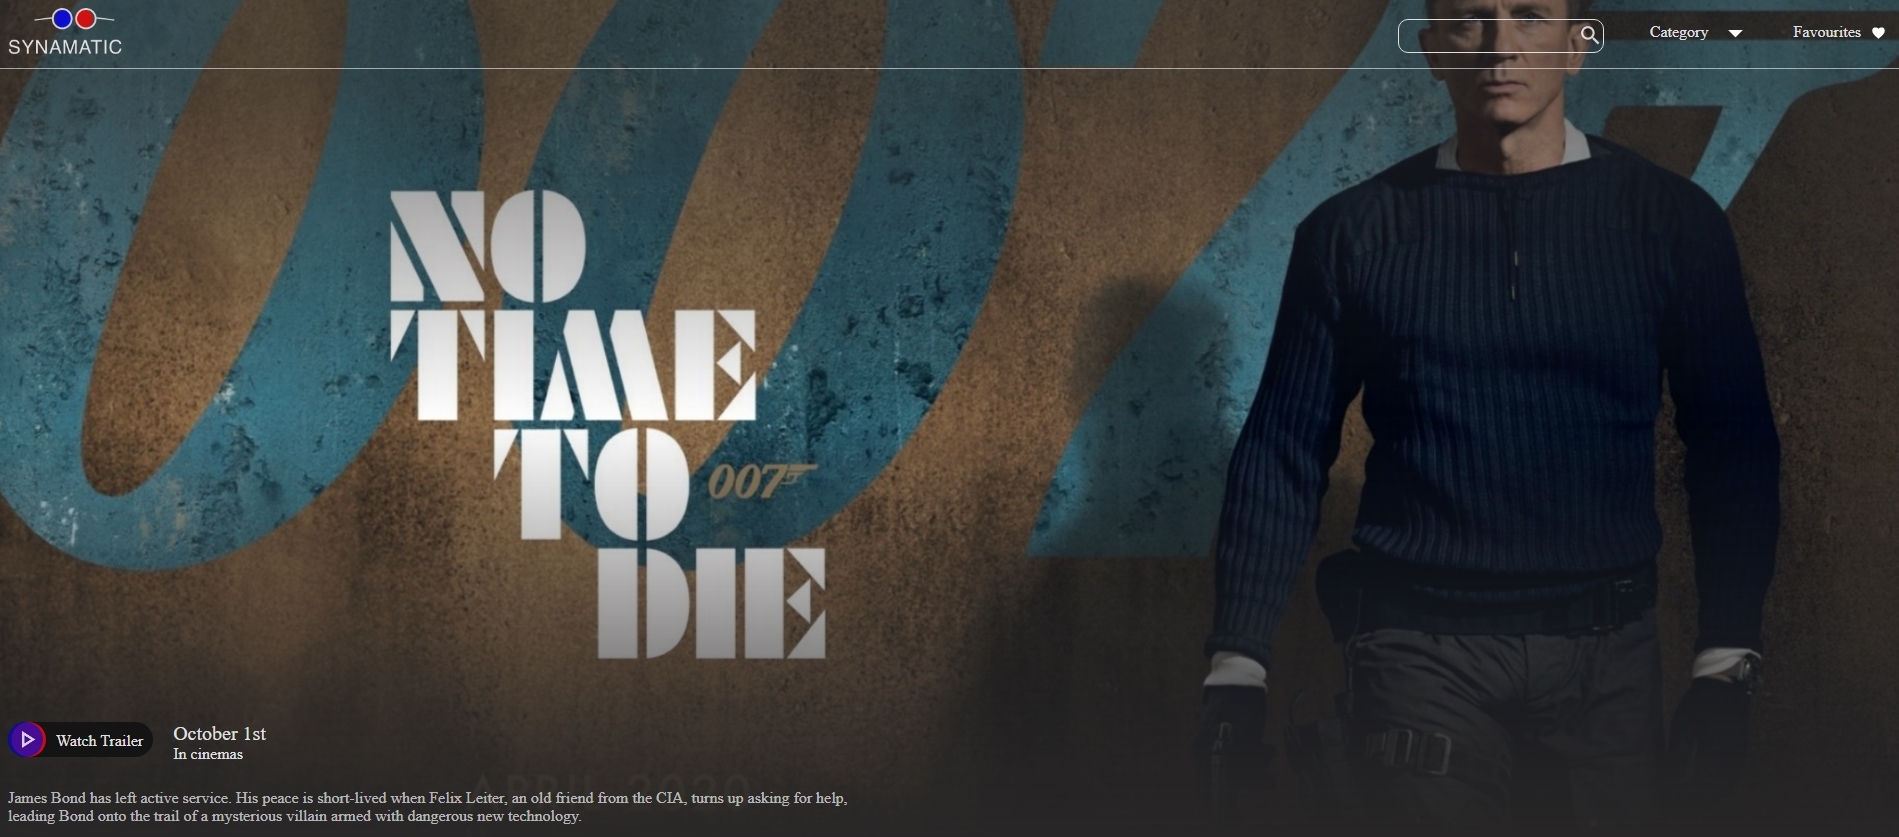 SYNAMATIC
Category
Favourites
007
NO
TIME
TO
007
DIE
Watch Trailer
October 1st
In cinemas
APRIL 2020
James Bond has left active service. His peace is short-lived when Felix Leiter, an old friend from the CIA, turns up asking for help,
leading Bond onto the trail of a mysterious villain armed with dangerous new technology.